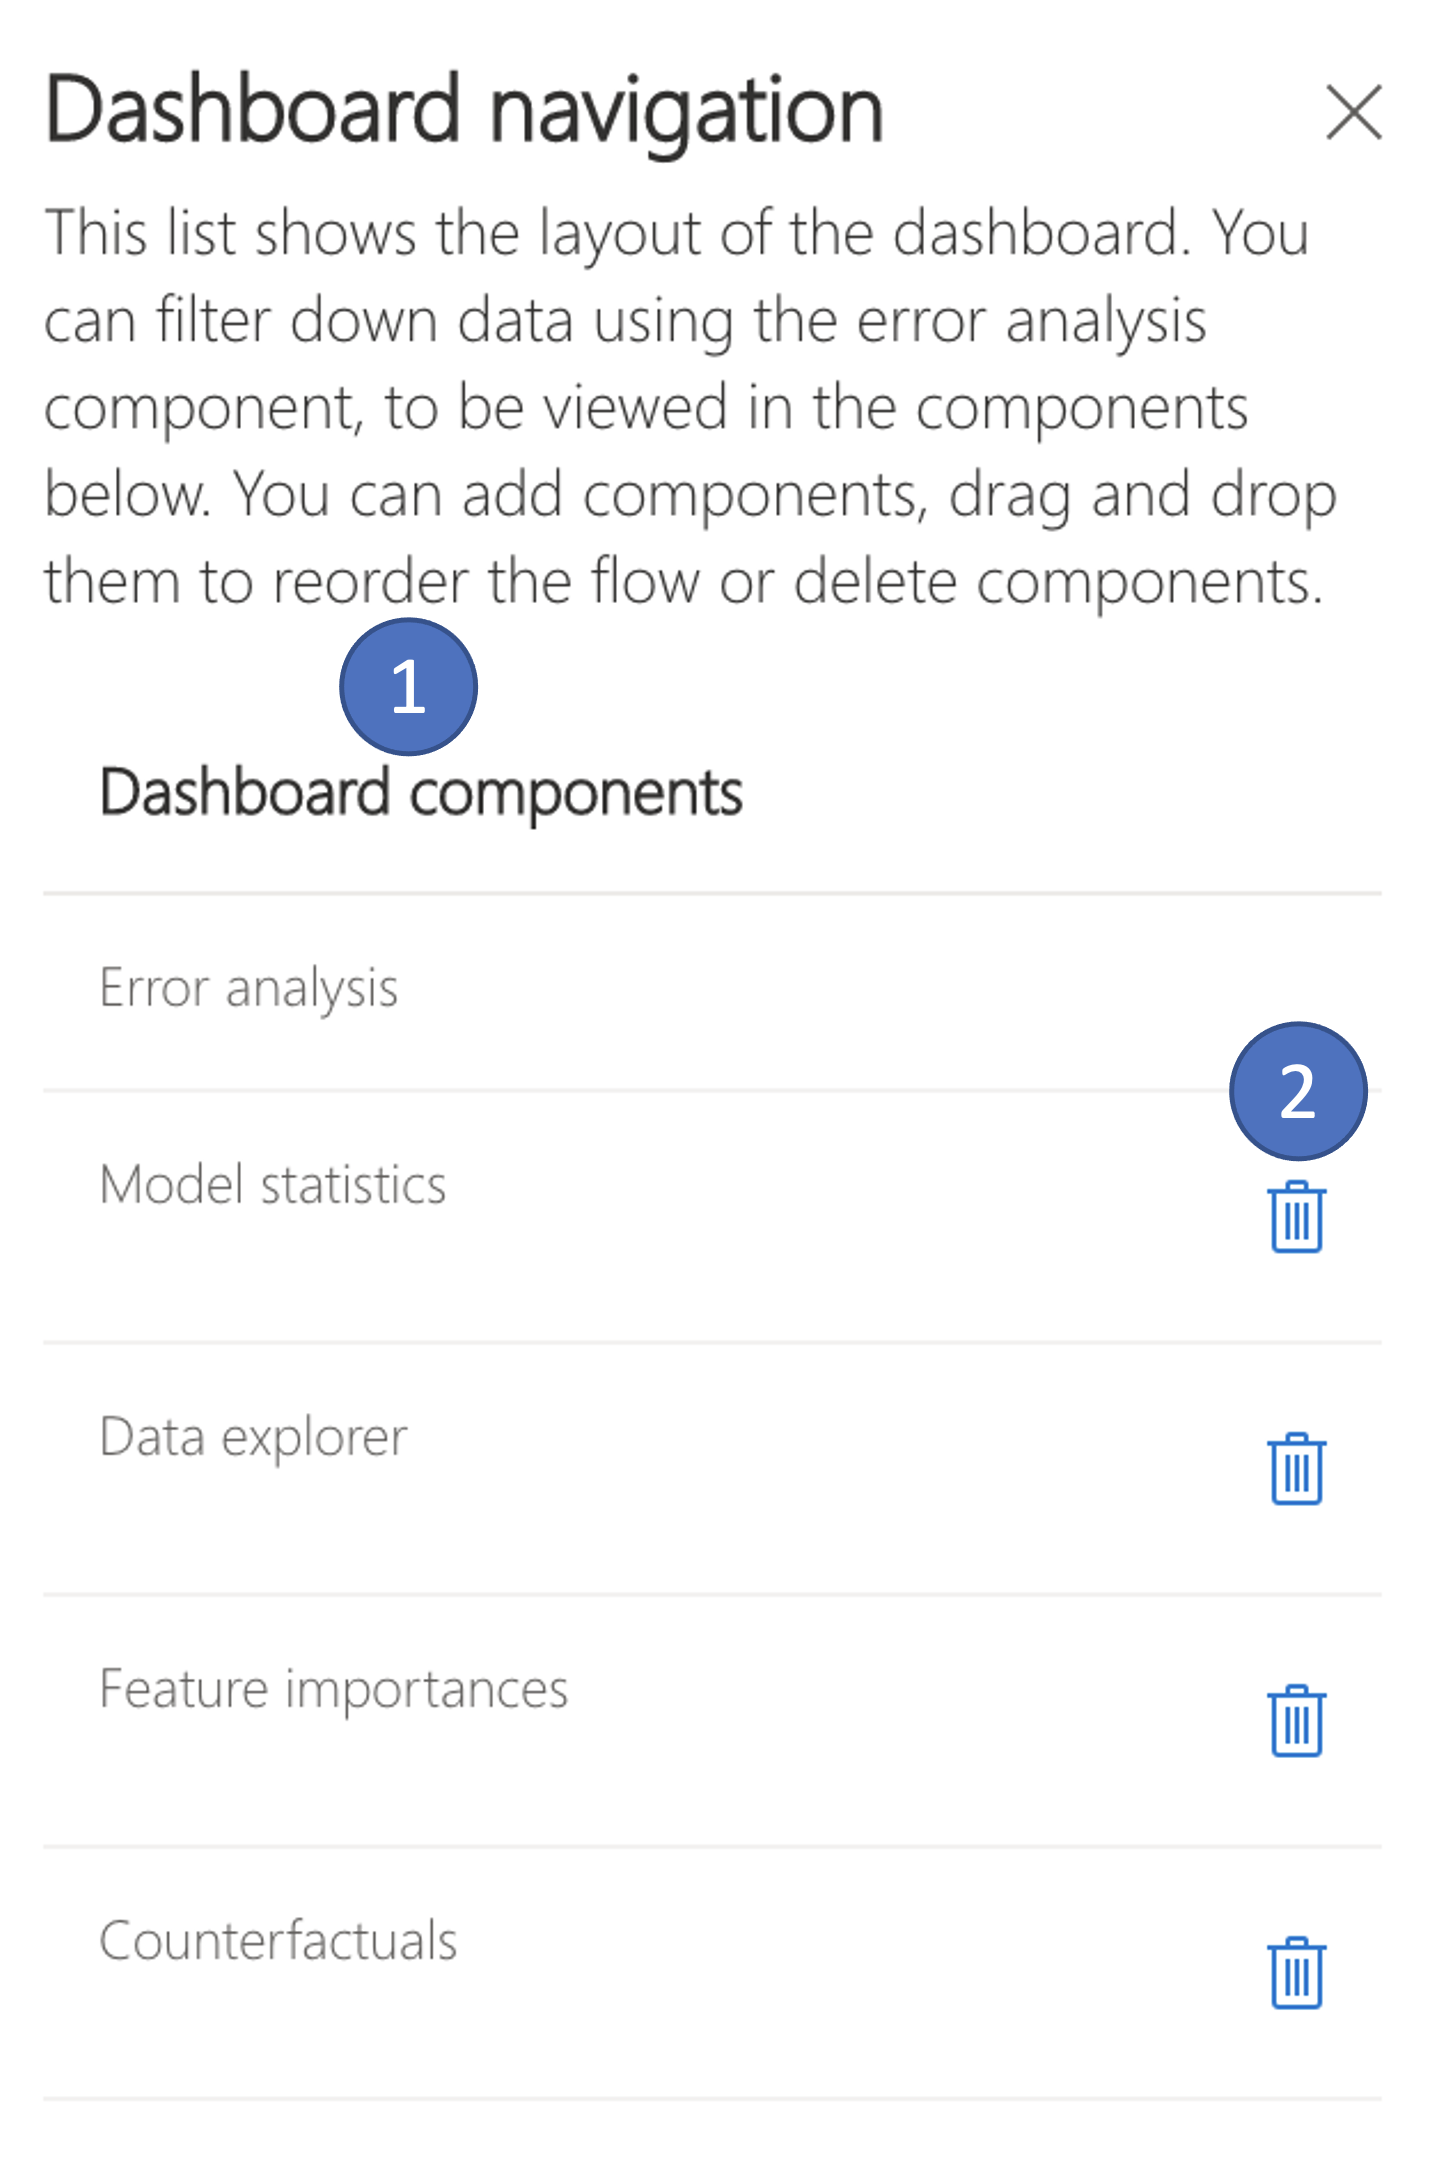 Dashboard navigation
This list shows the layout of the dashboard. You
can filter down data using the error analysis
component, to be viewed in the components
below. You can add components, drag and drop
them to reorder the flow or delete components.
1
Dashboard components
Error analysis
2
Model statistics
Data explorer
Feature importances
Counterfactuals